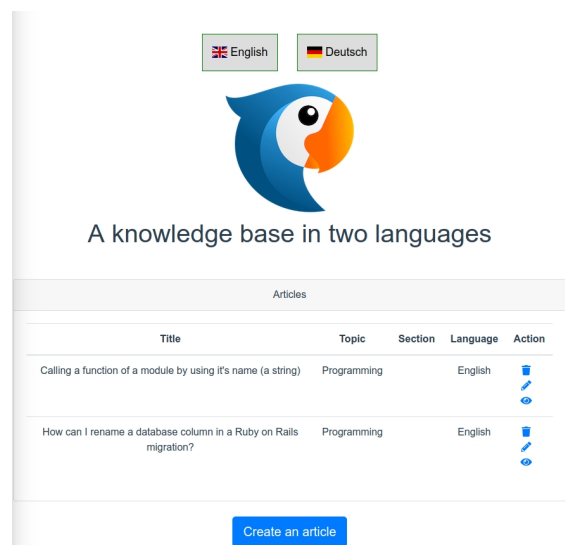 English Deutsch
A knowledge base in two languages
Articles
Title Topic Section Language Action
Calling a function of a module by using it's name (a string) Programming English
How can I rename a database column in a Ruby on Rails Programming English
migration?
Create an article